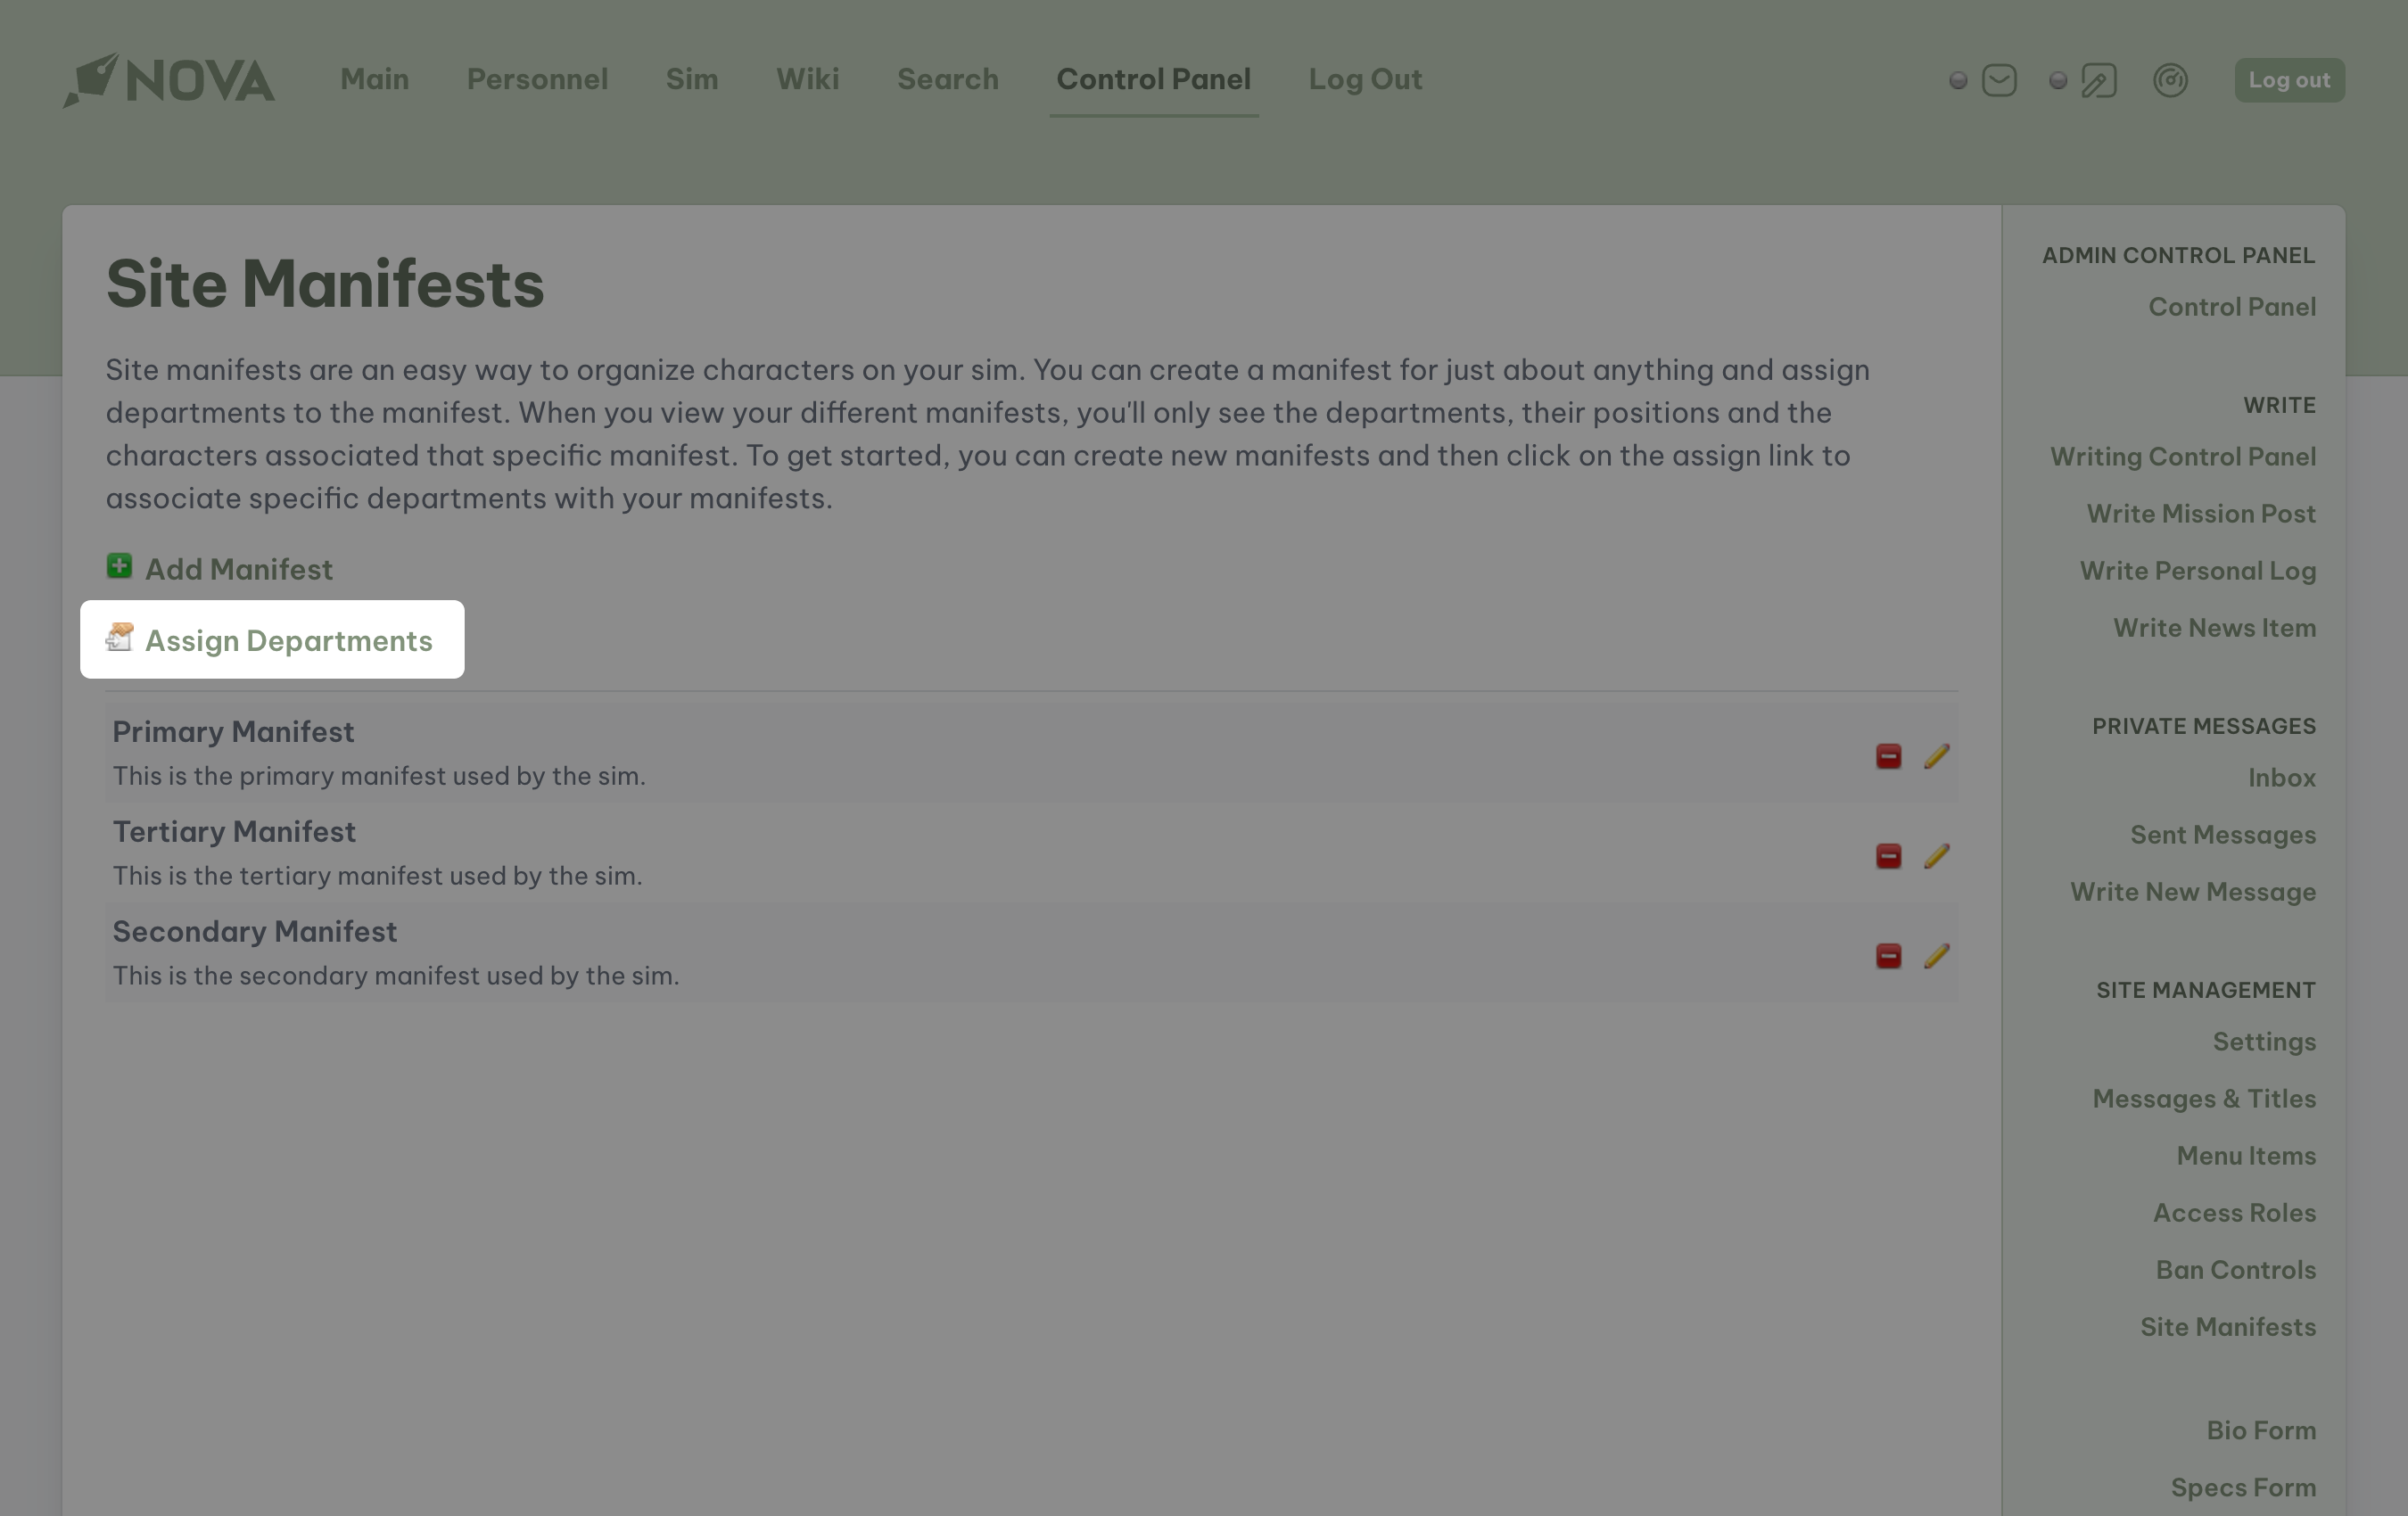 NOVA
Main
Personnel
Sim
Wiki
Search
Control Panel
Log Out
Log out
Site Manifests
Site manifests are an easy way to organize characters on your sim. You can create a manifest for just about anything and assign
departments to the manifest. When you view your different manifests, you'll only see the departments, their positions and the
characters associated that specific manifest. To get started, you can create new manifests and then click on the assign link to
associate specific departments with your manifests.
Add Manifest
Assign Departments
Primary Manifest
This is the primary manifest used by the sim.
Tertiary Manifest
This is the tertiary manifest used by the sim.
Secondary Manifest
This is the secondary manifest used by the sim.
ADMIN CONTROL PANEL
Control Panel
WRITE
Writing Control Panel
Write Mission Post
Write Personal Log
Write News Item
PRIVATE MESSAGES
Inbox
Sent Messages
Write New Message
SITE MANAGEMENT
Settings
Messages & Titles
Menu Items
Access Roles
Ban Controls
Site Manifests
Bio Form
Specs Form